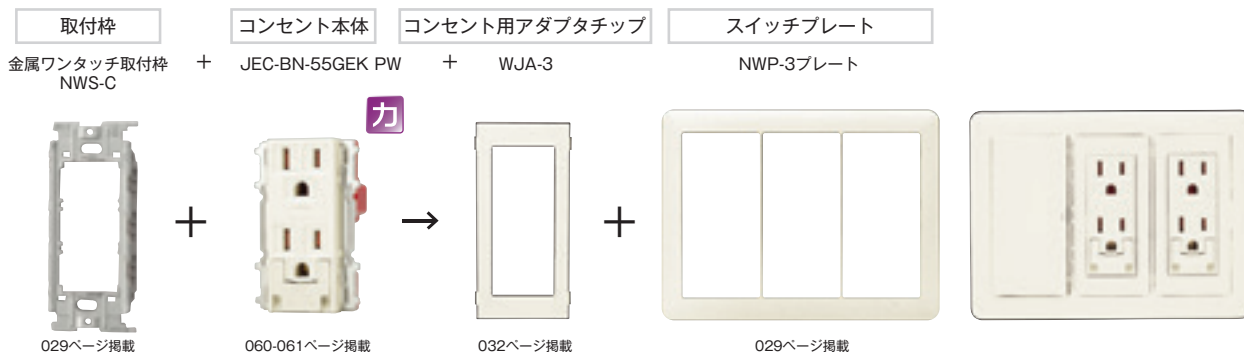 取付枠
コンセント本体
コンセント用アダプタチップ
スイッチプレート
金属ワンタッチ取付枠
NWS-C
+
JEC-BN-55GEK PW
+
WJA-3
NWP-3プレート
カ
+
→
+
029ページ掲載
060-061ページ掲載
032ページ掲載
029ページ掲載